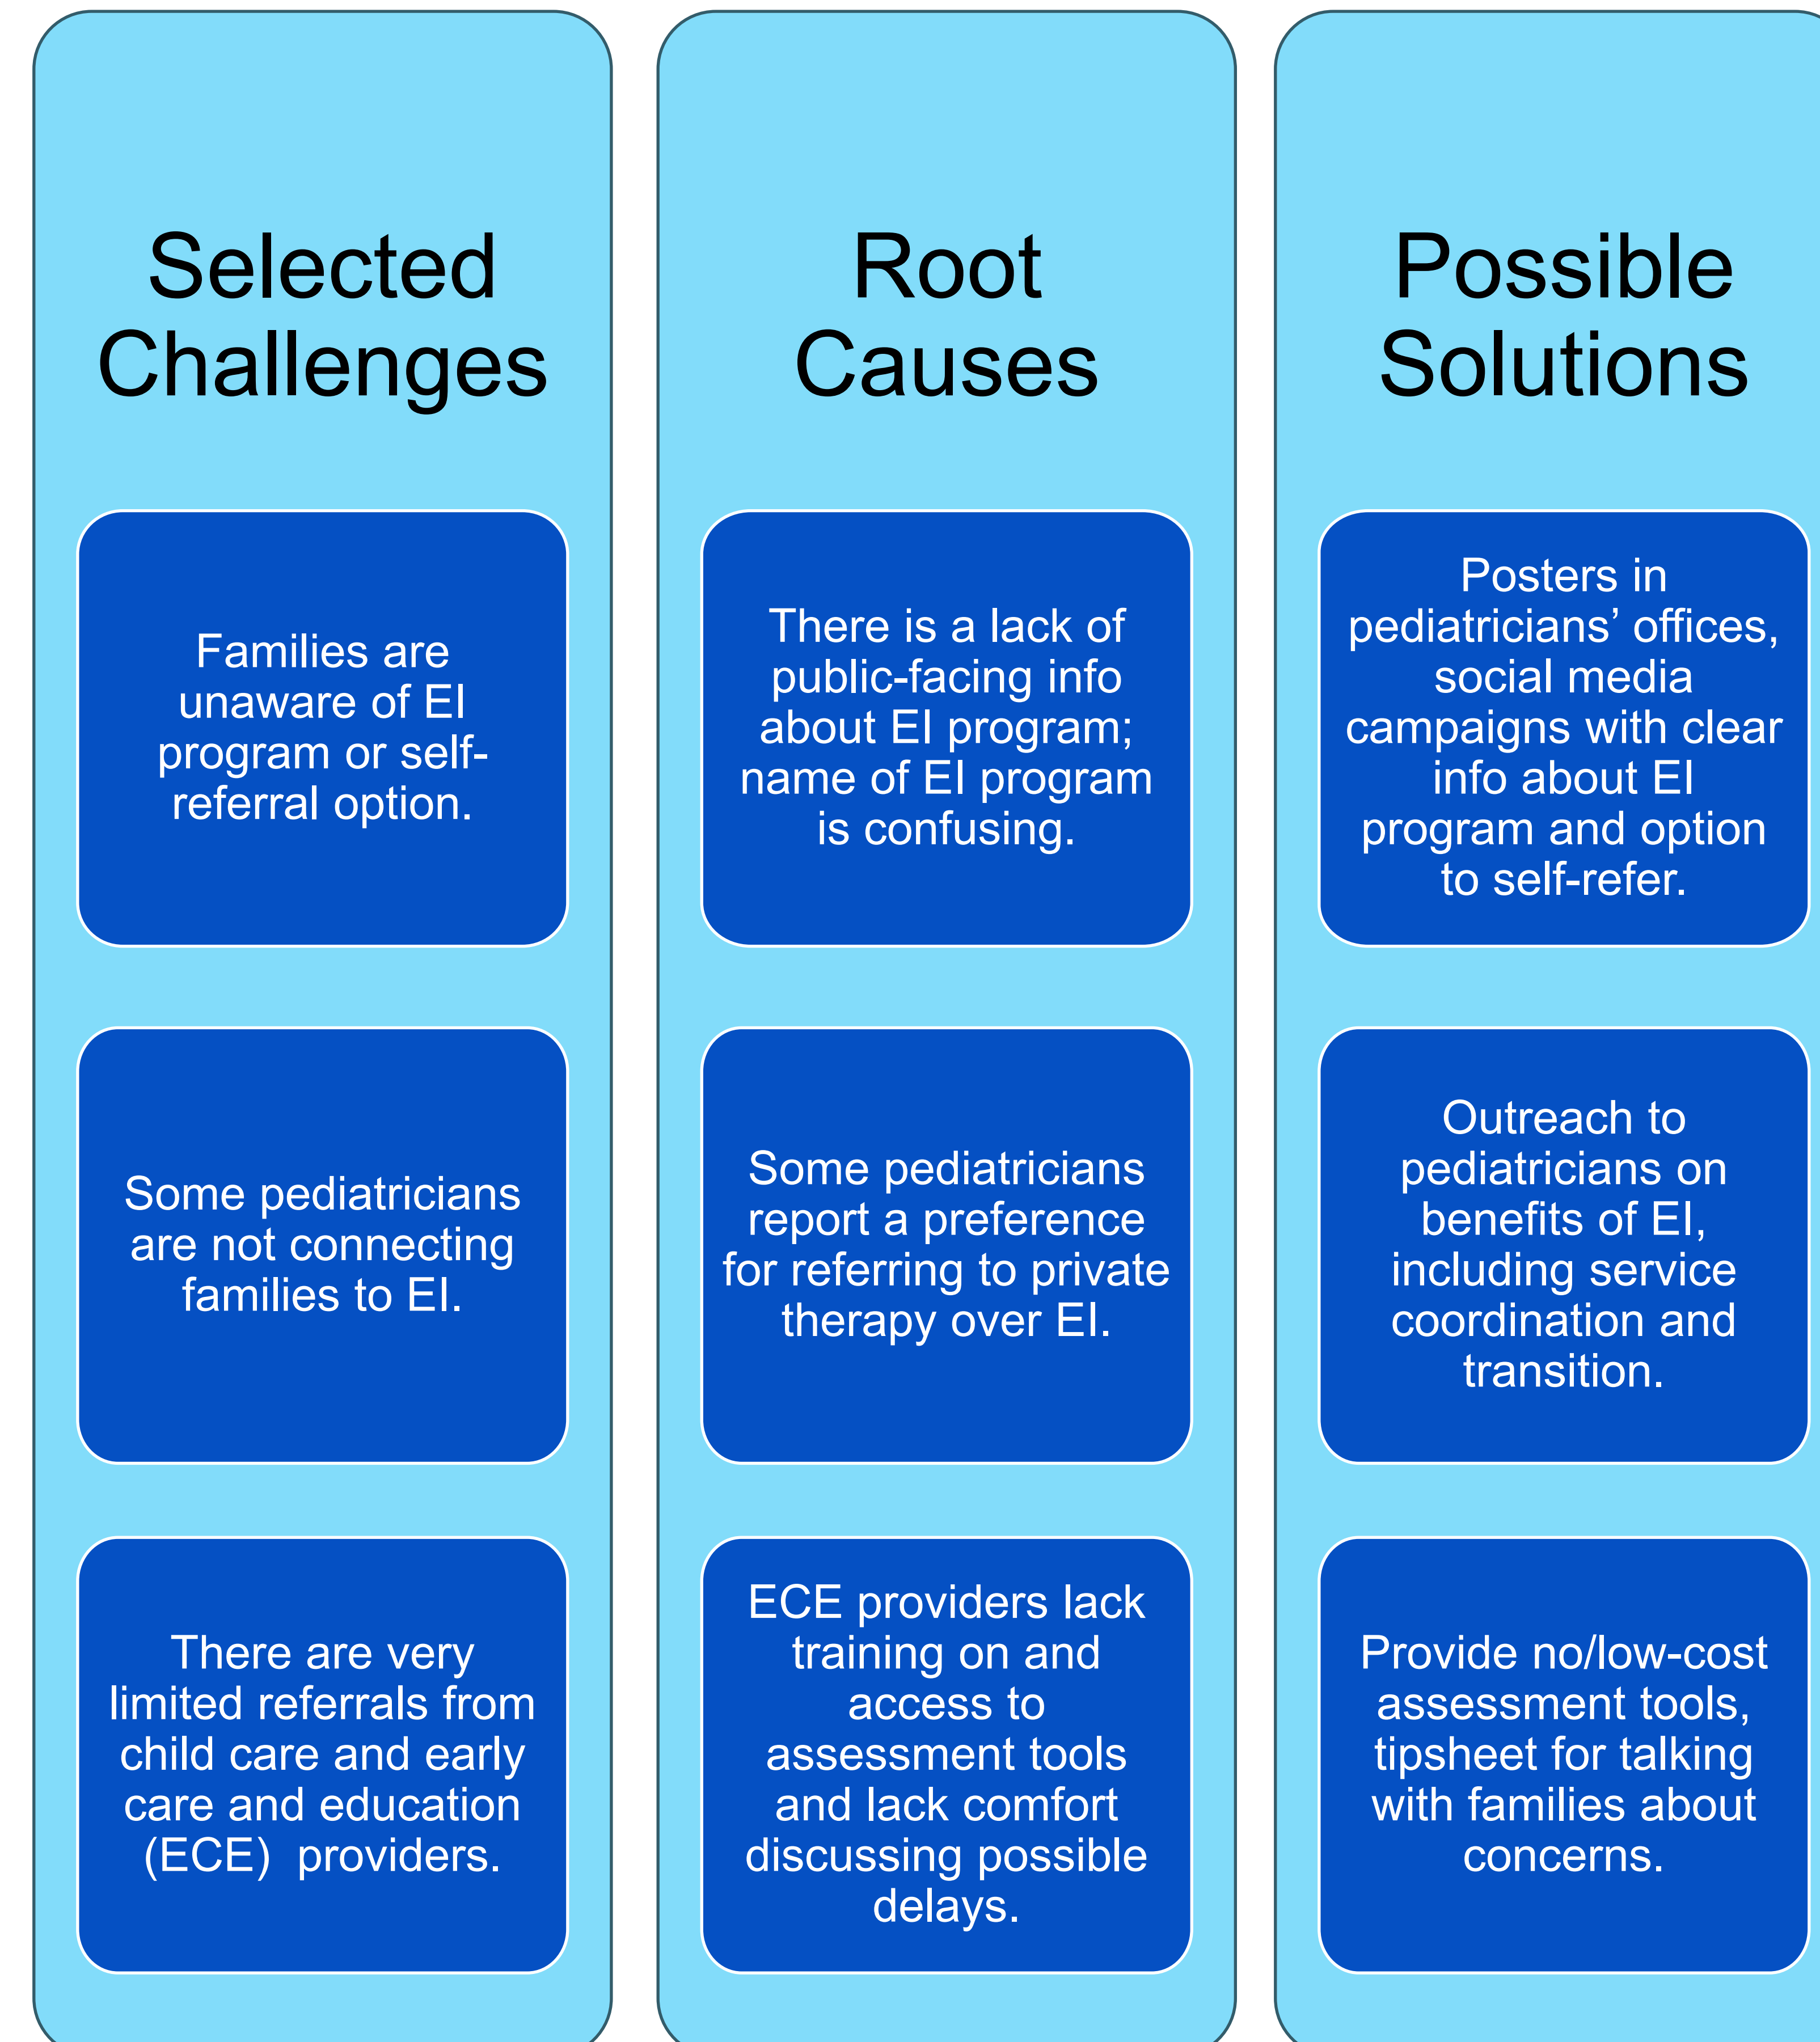 Selected
Challenges
Families are
unaware of EI
program or self-
referral option.
Some pediatricians
are not connecting
families to EI.
There are very
limited referrals from
child care and early
care and education
(ECE)  providers.
Root
Causes
There is a lack of
public-facing info
about EI program;
name of EI program
is confusing.
Some pediatricians
report a preference
for referring to private
therapy over EI.
ECE providers lack
training on and
access to
assessment tools
and lack comfort
discussing possible
delays.
Possible
Solutions
Posters in
pediatricians’ offices,
social media
campaigns with clear
info about EI
program and option
to self-refer.
Outreach to
pediatricians on
benefits of EI,
including service
coordination and
transition.
Provide no/low-cost
assessment tools,
tipsheet for talking
with families about
concerns.